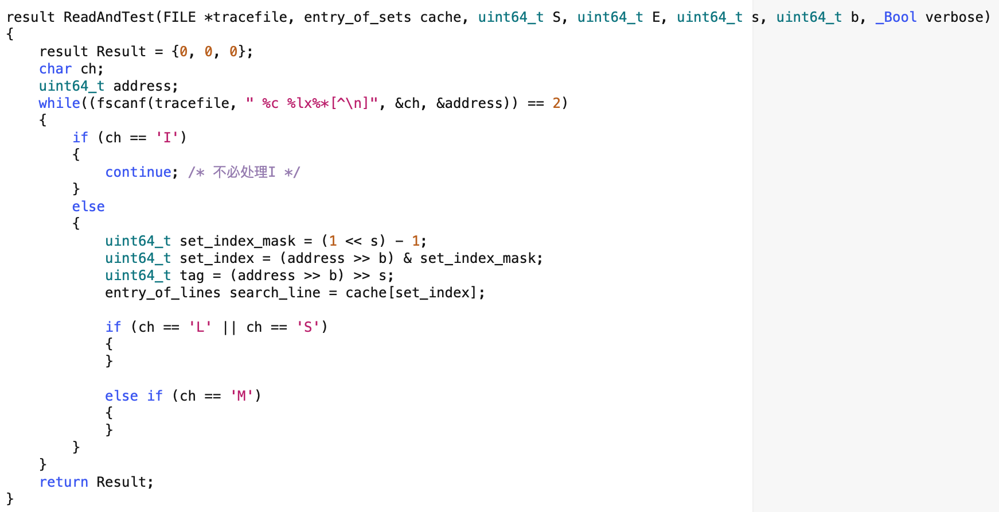 result ReadAndTest(FILE *tracefile, entry_of_sets cache, uint64_t S, uint64_t E, uint64_t s, uint64_t b, _Bool verbose)
{
    result Result = {0, 0, 0};
    char ch;
    uint64_t address;
    while((fscanf(tracefile, " %c %lx%*[^\n]", &ch, &address)) == 2)
    {
        if (ch == 'I')
        {
            continue; /* 不必处理I */
        }
        else
        {
            uint64_t set_index_mask = (1 << s) - 1;
            uint64_t set_index = (address >> b) & set_index_mask;
            uint64_t tag = (address >> b) >> s;
            entry_of_lines search_line = cache[set_index];

            if (ch == 'L' || ch == 'S')
            {
            }

            else if (ch == 'M')
            {
            }
        }
    }
    return Result;
}